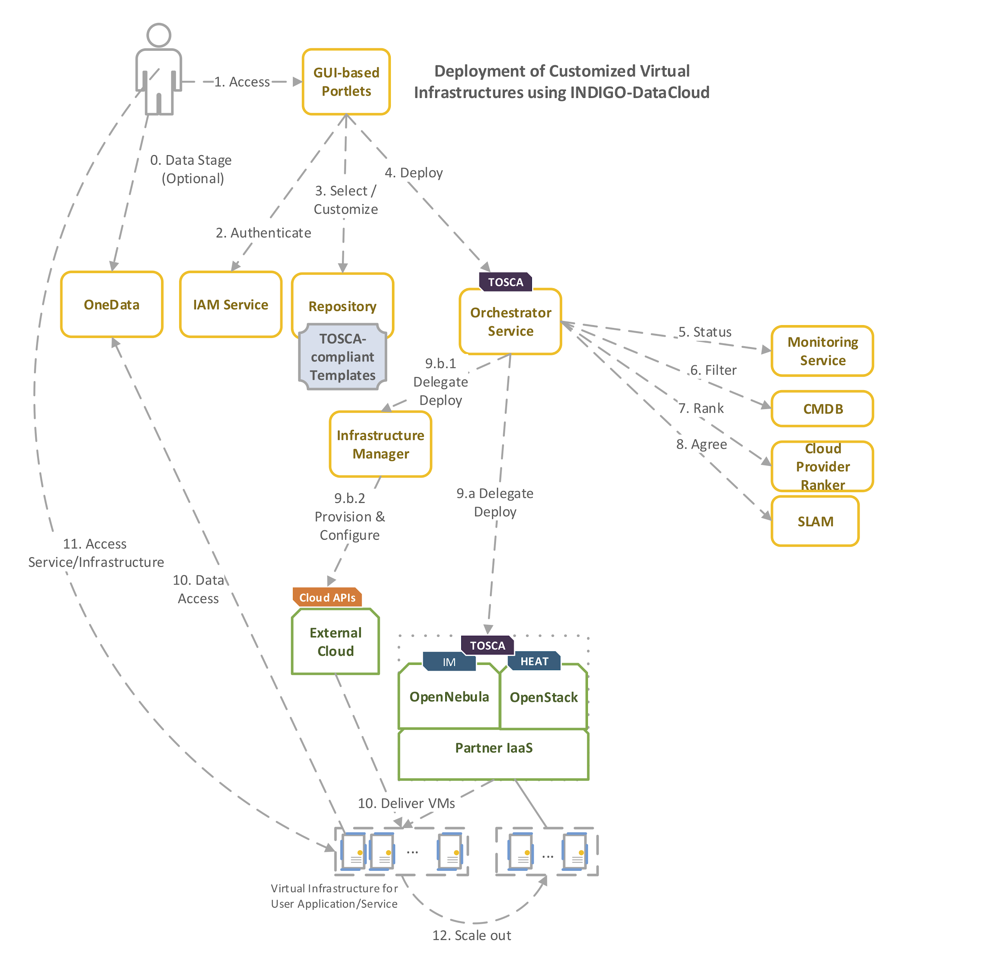 Deployment of Customized Virtual
Infrastructures using INDIGO-DataCloud
1. Access
GUI-based
Portlets
0. Data Stage
(Optional)
2. Authenticate
3. Select /
Customize
4. Deploy
OneData
IAM Service
Repository
TOSCA-
compliant
Templates
TOSCA
Orchestrator
Service
5. Status
6. Filter
7. Rank
8. Agree
Monitoring
Service
CMDB
Cloud
Provider
Ranker
SLAM
9.b.1
Delegate
Deploy
Infrastructure
Manager
9.b.2
Provision &
Configure
9.a Delegate
Deploy
11. Access
Service/Infrastructure
10. Data
Access
Cloud APIs
External
Cloud
TOSCA
IM
HEAT
OpenNebula
OpenStack
Partner IaaS
10. Deliver VMs
...
...
Virtual Infrastructure for
User Application/Service
12. Scale out